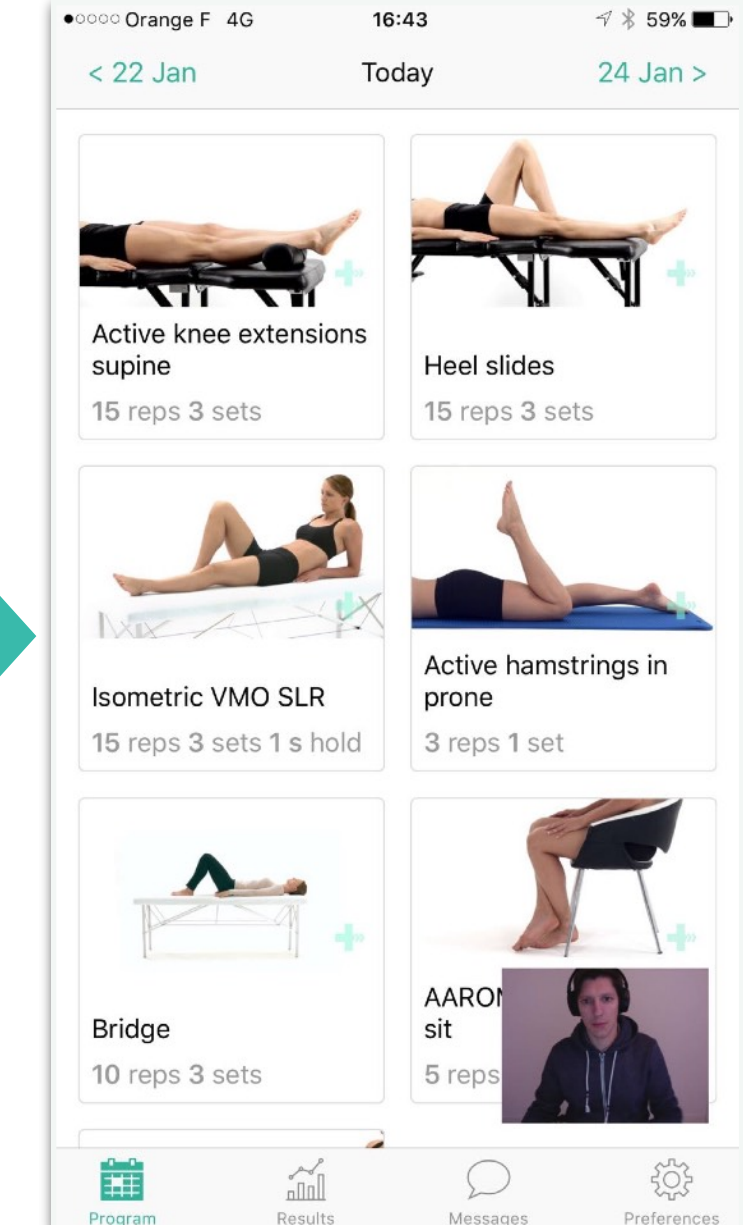 Orange F 4G 16:43 59%
< 22 Jan Today 24 Jan >
Active knee extensions
supine
15 reps 3 sets
Heel slides
15 reps 3 sets
Isometric VMO SLR
15 reps 3 sets 1 s hold
Active hamstrings in
prone
3 reps 1 set
Bridge
10 reps 3 sets
sit
5 reps
Program Results Messages Preferences